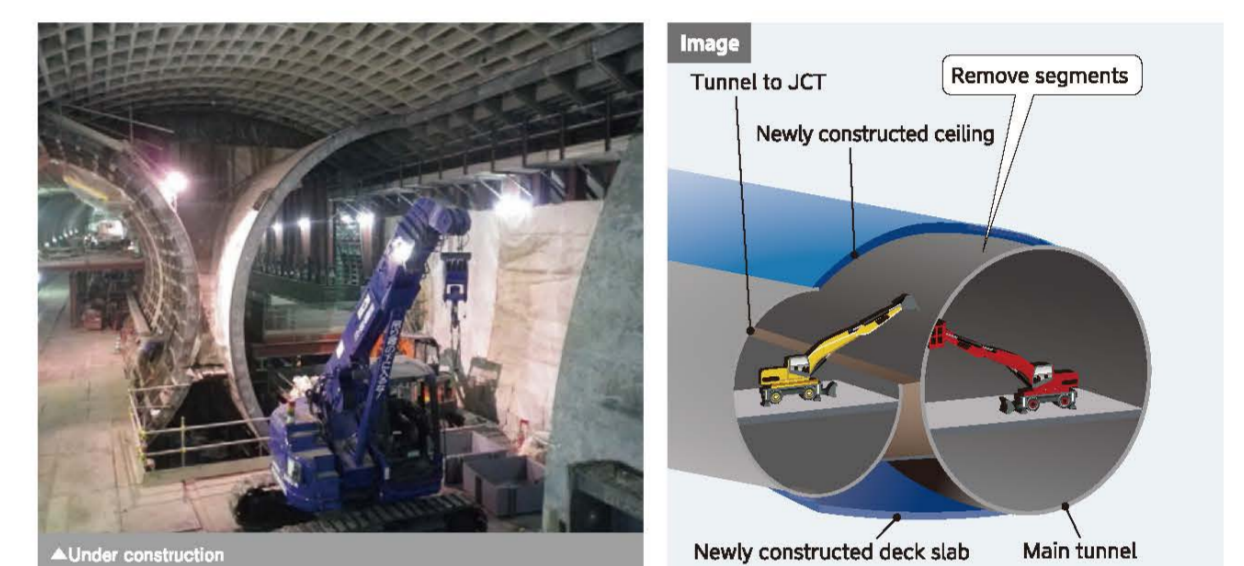 ▲Under construction
Image
Tunnel to JCT
Remove segments
Newly constructed ceiling
Newly constructed deck slab
Main tunnel